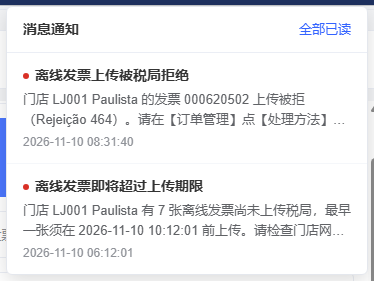 消息通知
全部已读
离线发票上传被税局拒绝
门店 LJ001 Paulista 的发票 000620502 上传被拒
（Rejeição 464）。请在【订单管理】点【处理方法】…
2026-11-10 08:31:40
离线发票即将超过上传期限
门店 LJ001 Paulista 有 7 张离线发票尚未上传税局，最早
一张须在 2026-11-10 10:12:01 前上传。请检查门店网…
2026-11-10 06:12:01